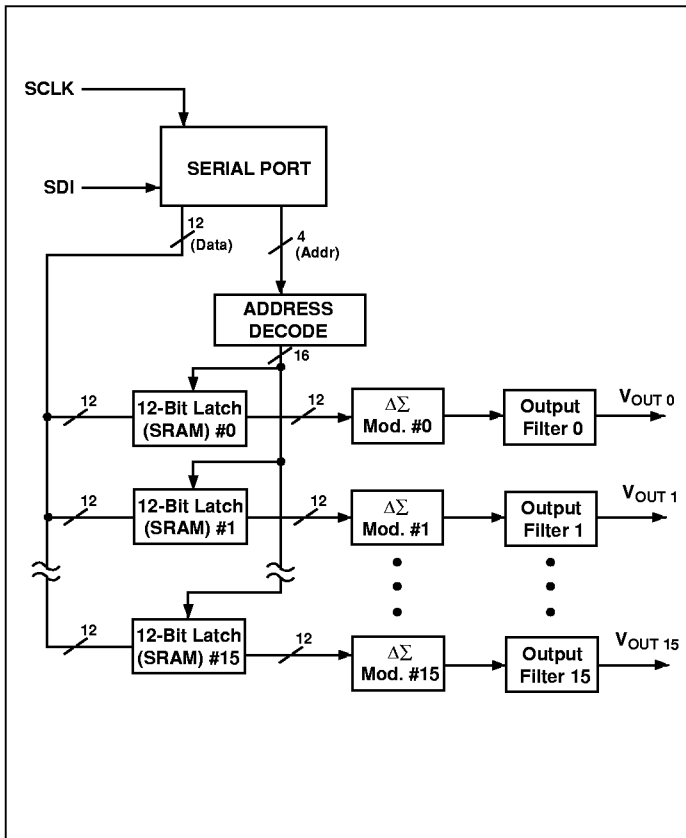 SCLK
SERIAL PORT
SDI
12
(Data)
4
(Addr)
ADDRESS
DECODE
16
12
12-Bit Latch
(SRAM) #0
12
ΔΣ
Mod. #0
Output
Filter 0
VOUT 0
12
12-Bit Latch
(SRAM) #1
12
ΔΣ
Mod. #1
Output
Filter 1
VOUT 1
12
12-Bit Latch
(SRAM) #15
12
ΔΣ
Mod. #15
Output
Filter 15
VOUT 15